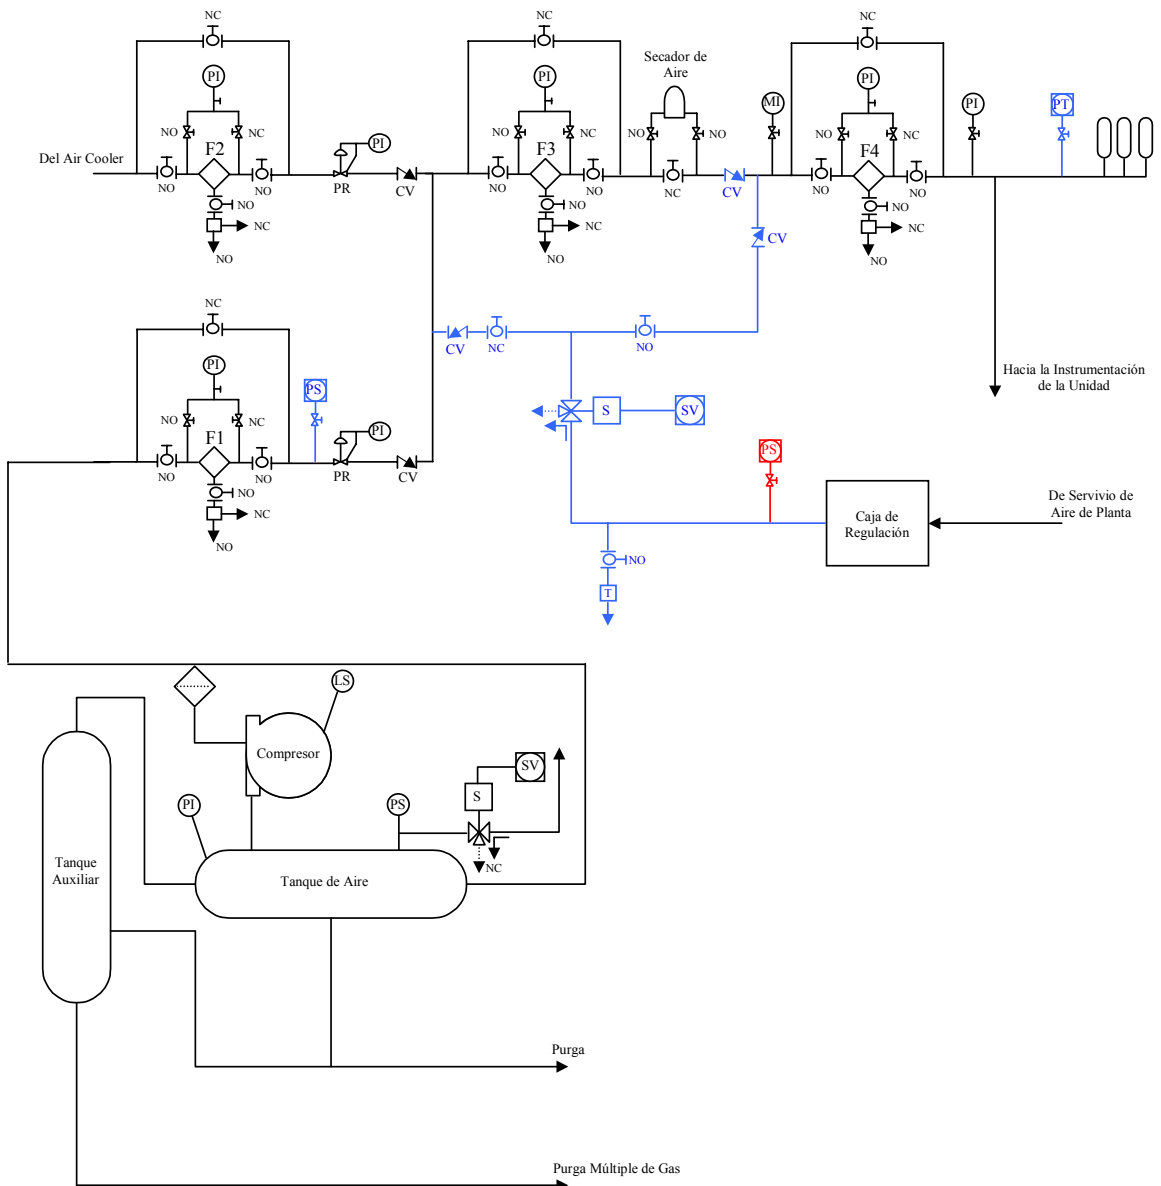 NC
NC
NC
PI
PI
Secador de
Aire
PI
MI
PI
PT
NO
NC
NO
NC
NO
NO
NO
NC
Del Air Cooler
F2
PI
F3
F4
NO
NO
PR
CV
NO
NO
NC
CV
NO
NO
NO
NC
NO
NO
NC
NO
NO
NC
NO
CV
NC
PI
CV
NC
NO
Hacia la Instrumentación
de la Unidad
PS
NO
NC
S
SV
F1
PI
NO
NO
PR
CV
PS
NO
NC
NO
De Servivio de
Aire de Planta
Caja de
Regulación
NO
T
LS
Compresor
SV
S
PI
PS
NC
Tanque
Auxiliar
Tanque de Aire
Purga
Purga Múltiple de Gas